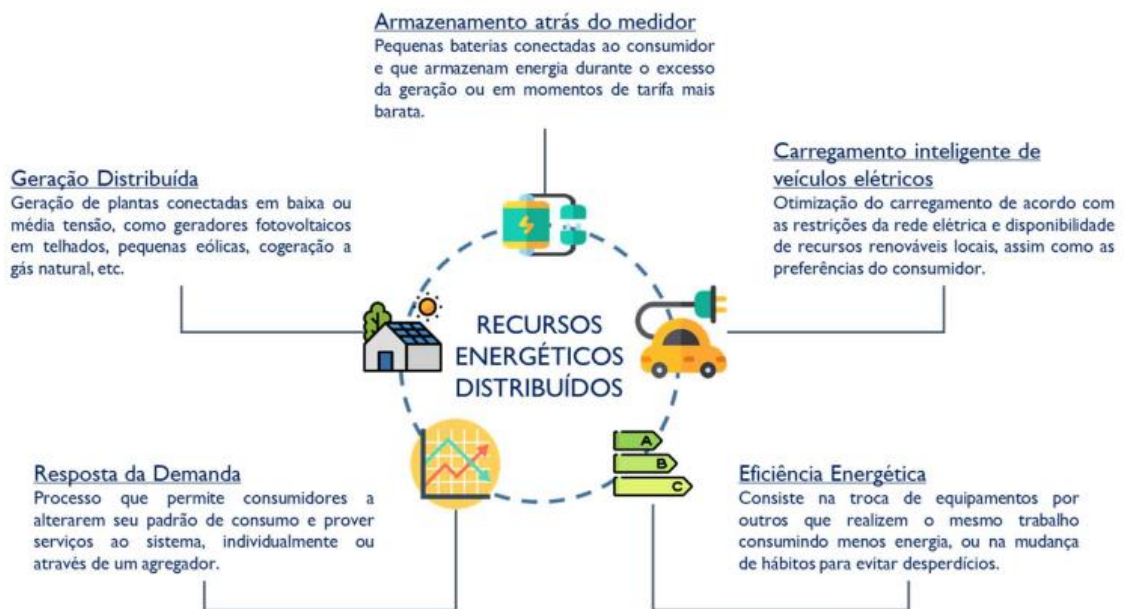 Armazenamento atrás do medidor
Pequenas baterias conectadas ao consumidor
e que armazenam energia durante o excesso
da geração ou em momentos de tarifa mais
barata.
Geração Distribuída
Geração de plantas conectadas em baixa ou
média tensão, como geradores fotovoltaicos
em telhados, pequenas eólicas, cogeração a
gás natural, etc.
Carregamento inteligente de
veículos elétricos
Otimização do carregamento de acordo com
as restrições da rede elétrica e disponibilidade
de recursos renováveis locais, assim como as
preferências do consumidor.
RECURSOS
ENERGÉTICOS
DISTRIBUÍDOS
A
B
C
Resposta da Demanda
Processo que permite consumidores a
alterarem seu padrão de consumo e prover
serviços ao sistema, individualmente ou
através de um agregador.
Eficiência Energética
Consiste na troca de equipamentos por
outros que realizem o mesmo trabalho
consumindo menos energia, ou na mudança
de hábitos para evitar desperdícios.